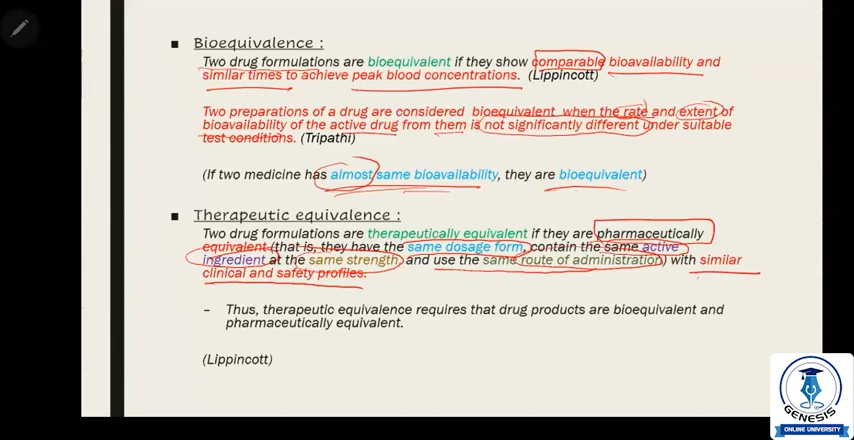 Bioequivalence :
Two drug formulations are bioequivalent if they show comparable bioavailability and
similar times to achieve peak blood concentrations. (Lippincott)
Two preparations of a drug are considered bioequivalent when the rate and extent of
bioavailability of the active drug from them is not significantly different under suitable
test conditions. (Tripathi)
(If two medicine has almost same bioavailability, they are bioequivalent)
Therapeutic equivalence :
Two drug formulations are therapeutically equivalent if they are pharmaceutically
equivalent (that is, they have the same dosage form, contain the same active
ingredient at the same strength, and use the same route of administration) with similar
clinical and safety profiles.
– Thus, therapeutic equivalence requires that drug products are bioequivalent and
pharmaceutically equivalent.
(Lippincott)
GENESIS
ONLINE UNIVERSITY